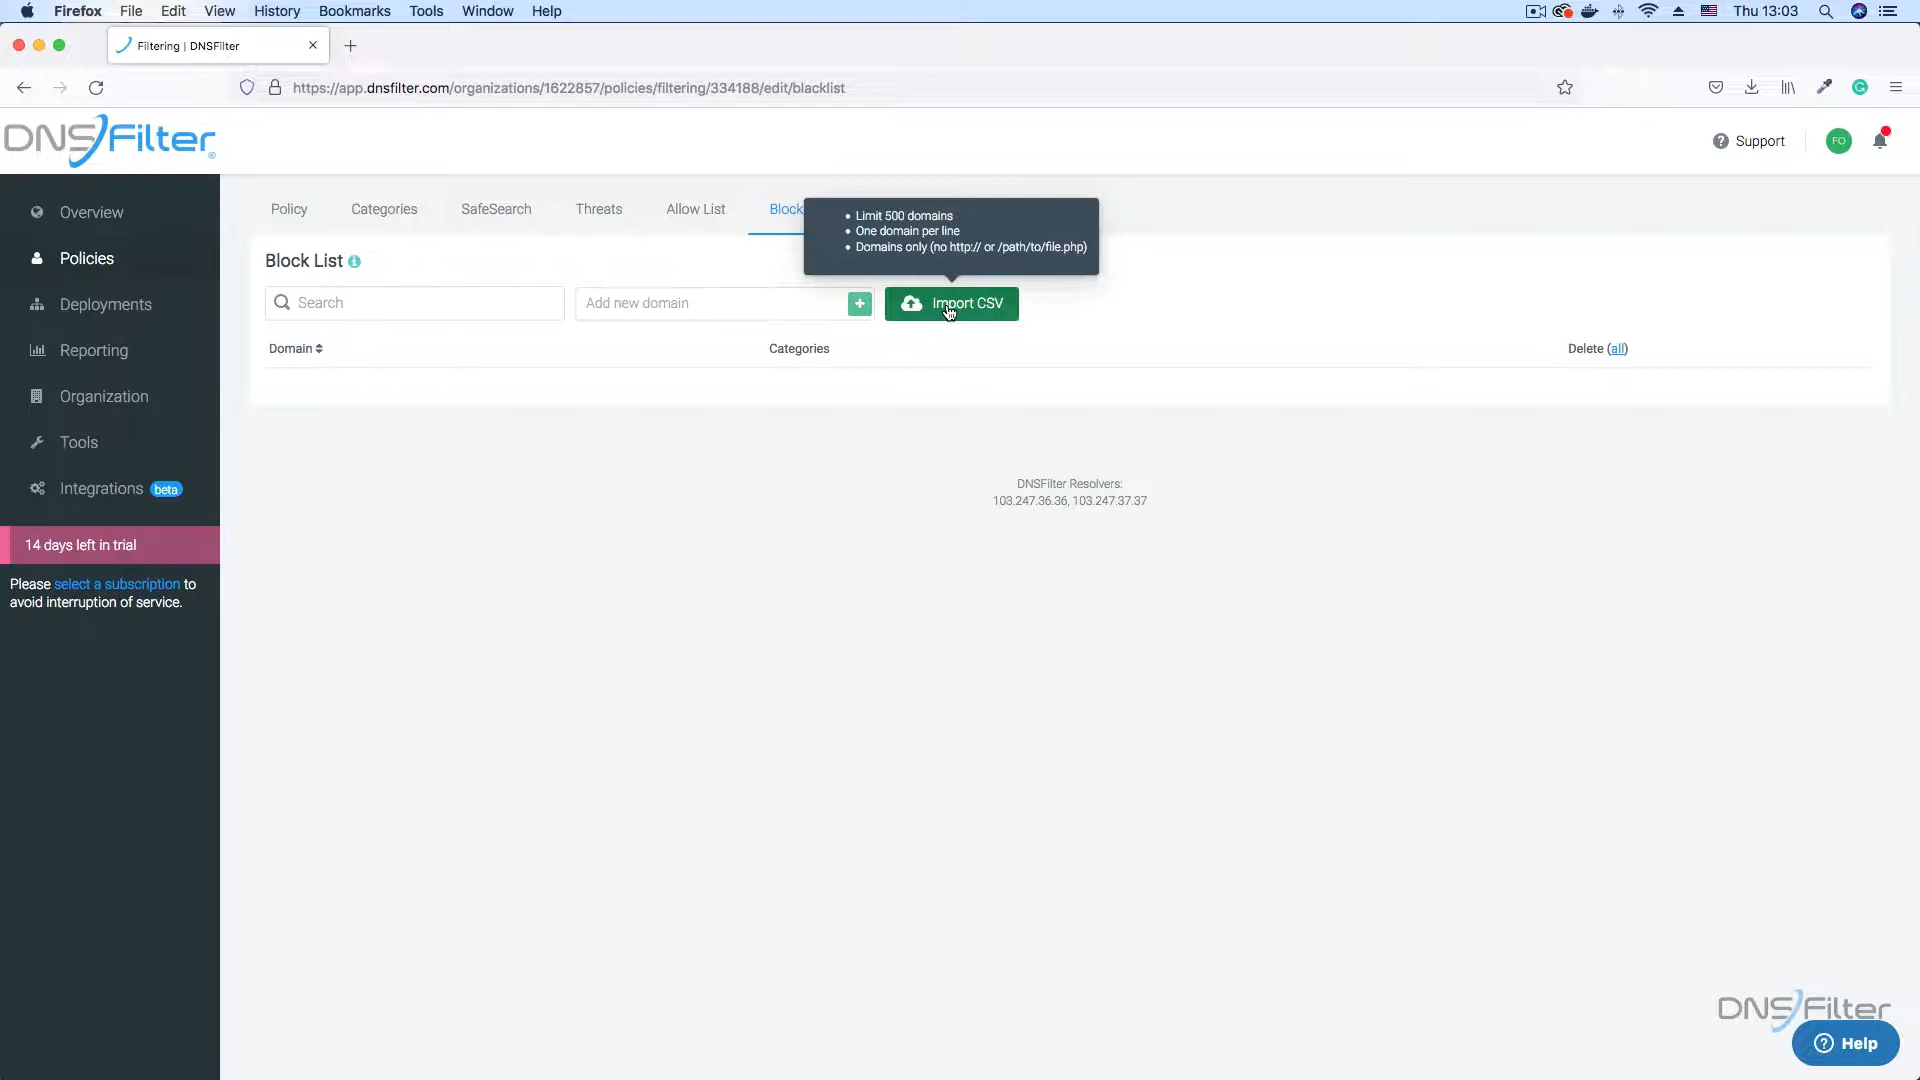 Firefox File Edit View History Bookmarks Tools Window Help Thu 13:03
Filtering | DNSFilter
https://app.dnsfilter.com/organizations/1622857/policies/filtering/334188/edit/blacklist
DNSFilter
Support FO
Overview
Policies
Deployments
Reporting
Organization
Tools
Integrations beta
14 days left in trial
Please select a subscription to
avoid interruption of service.
Policy Categories SafeSearch Threats Allow List Block
• Limit 500 domains
• One domain per line
• Domains only (no http:// or /path/to/file.php)
Block List
Search Add new domain + Import CSV
Domain Categories Delete (all)
DNSFilter Resolvers:
103.247.36.36, 103.247.37.37
DNSFilter
Help